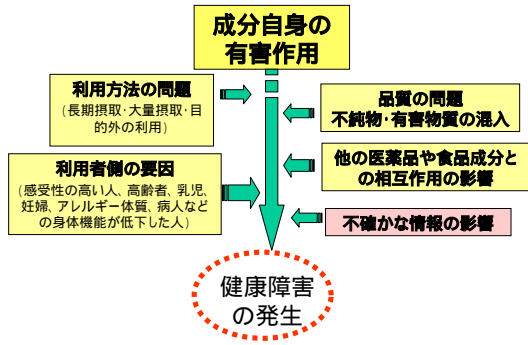 成分自身の
有害作用
利用方法の問題
(長期摂取･大量摂取･目
的外の利用)
品質の問題
不純物･有害物質の混入
利用者側の要因
(感受性の高い人、高齢者、乳児、
妊婦、アレルギー体質、病人など
の身体機能が低下した人)
他の医薬品や食品成分と
の相互作用の影響
不確かな情報の影響
健康障害
の発生